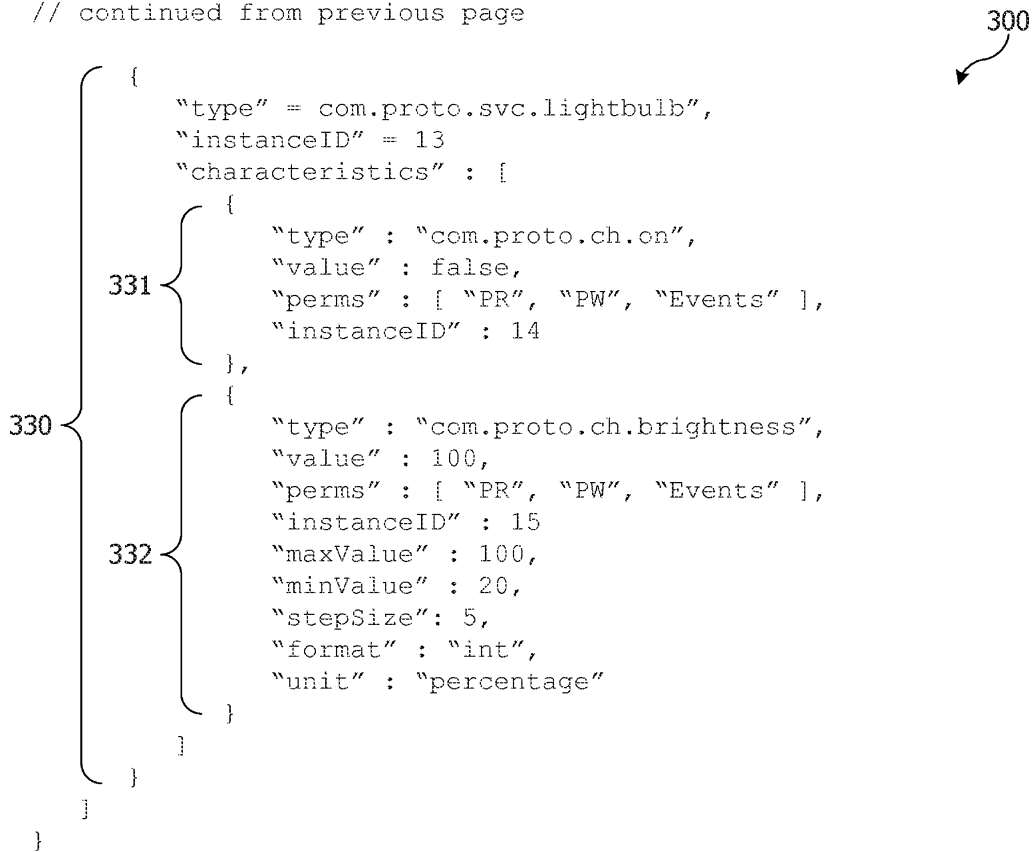 // continued from previous page
300
{
“type” = com.proto.svc.lightbulb”,
“instanceID” = 13
“characteristics” : [
{
“type” : “com.proto.ch.on”,
“value” : false,
331
“perms” : [ “PR”, “PW”, “Events” ],
“instanceID” : 14
},
{
330
“type” : “com.proto.ch.brightness”,
“value” : 100,
“perms” : [ “PR”, “PW”, “Events” ],
“instanceID” : 15
332
“maxValue” : 100,
“minValue” : 20,
“stepSize”: 5,
“format” : “int”,
“unit” : “percentage”
}
]
}
]
}